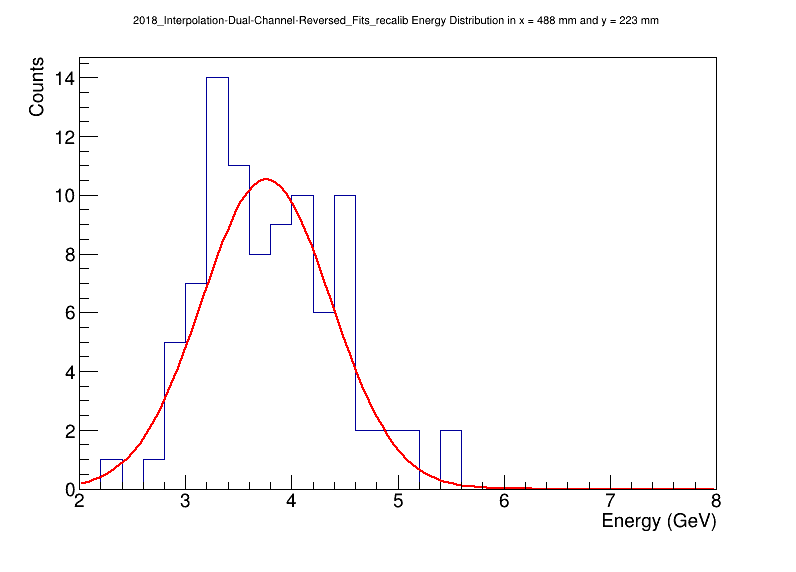 2018_Interpolation-Dual-Channel-Reversed_Fits_recalib Energy Distribution in x = 488 mm and y = 223 mm
Counts
14
12
10
8
6
4
2
0
2 3 4 5 6 7 8
Energy (GeV)